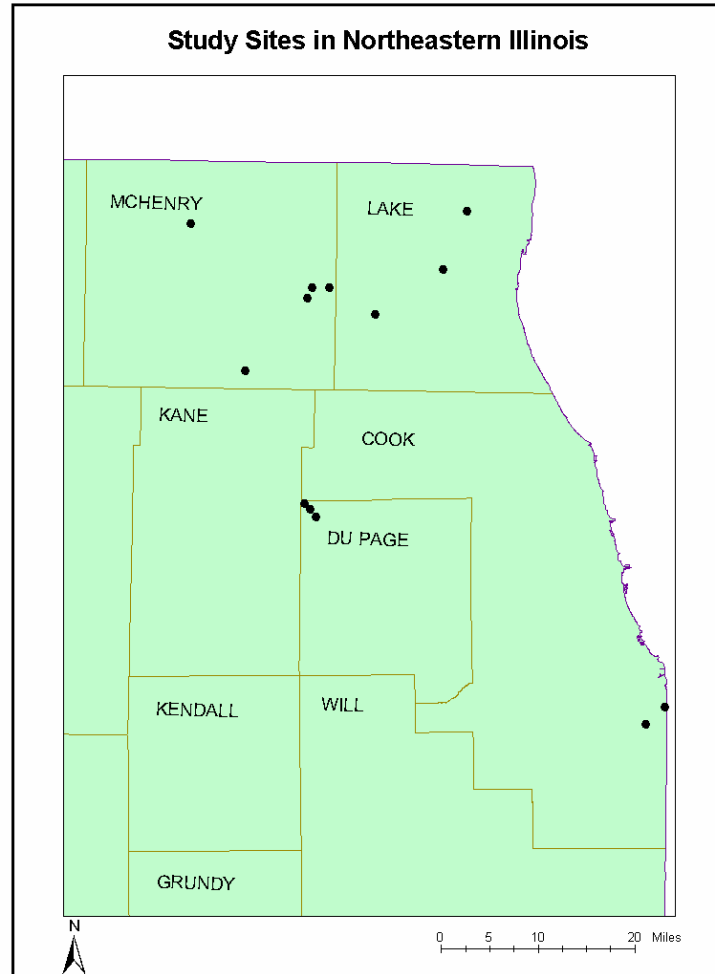 Study Sites in Northeastern Illinois
MCHENRY
LAKE
KANE
COOK
DU PAGE
KENDALL
WILL
GRUNDY
N
0 5 10 20 Miles